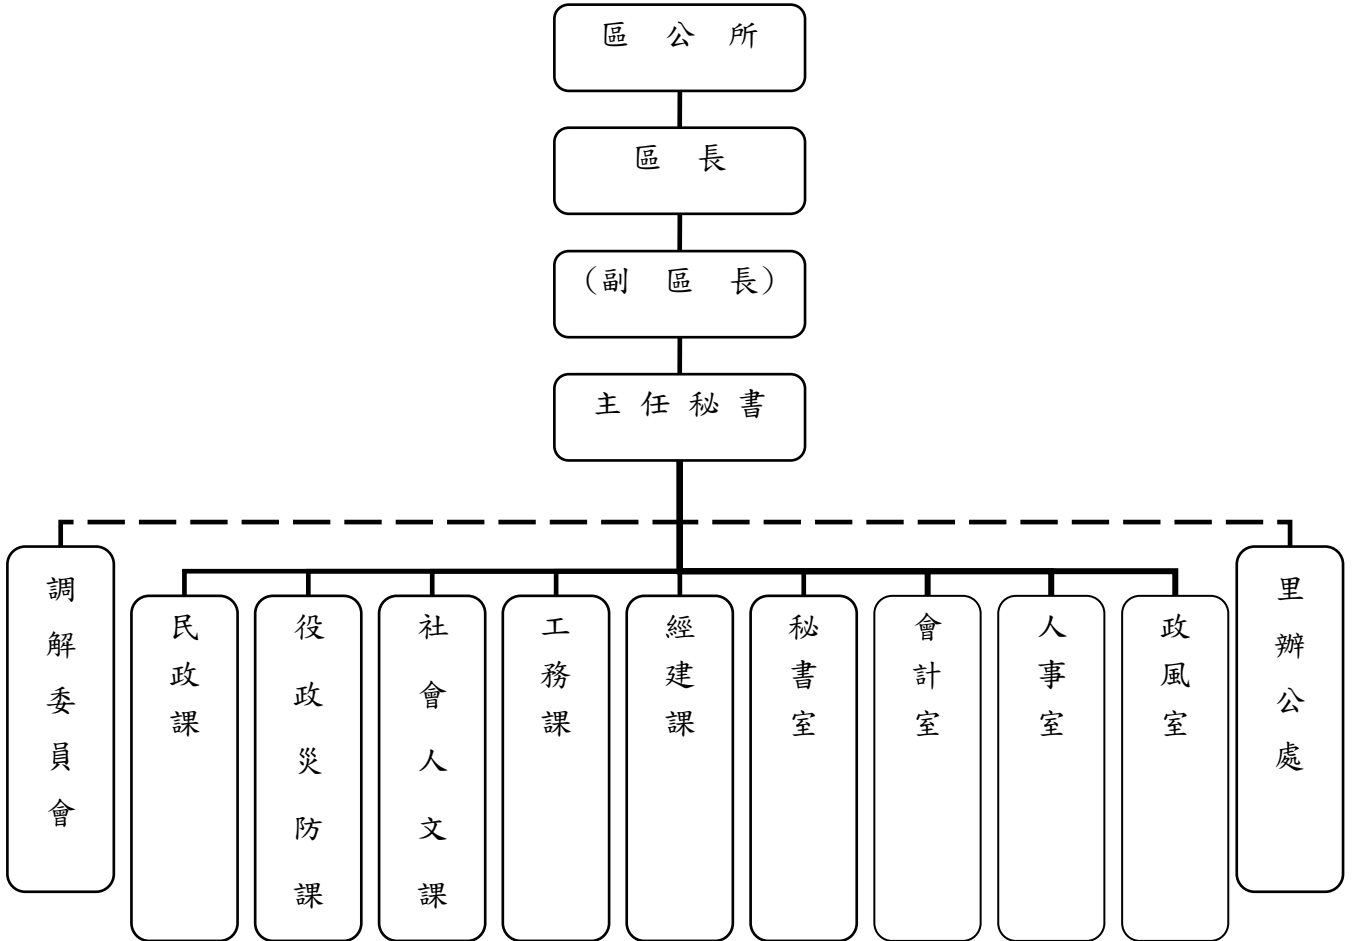 區公所
區長
（副區長）
主任秘書
調解委員會
民政課
役政災防課
社會人文課
工務課
經建課
秘書室
會計室
人事室
政風室
里辦公處